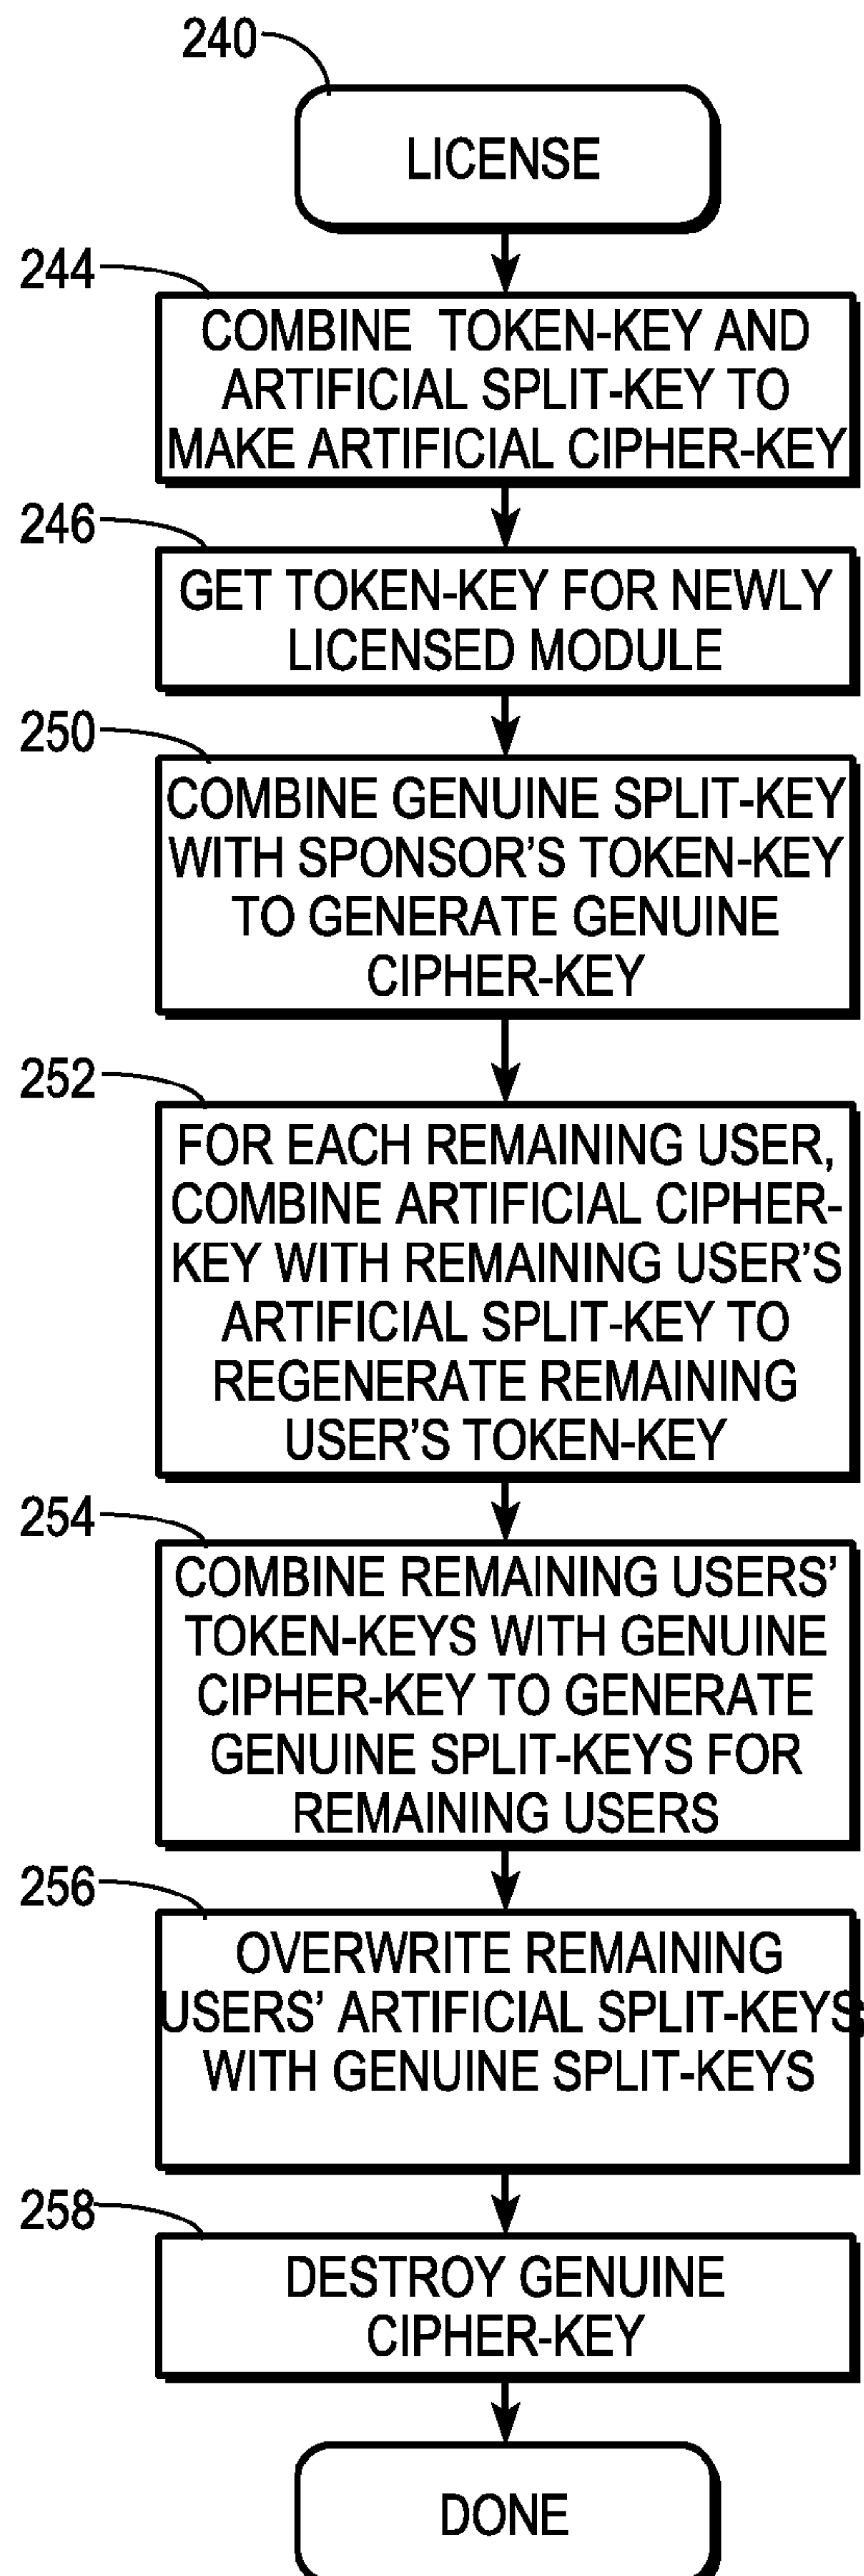 240
LICENSE
244
COMBINE TOKEN-KEY AND
ARTIFICIAL SPLIT-KEY TO
MAKE ARTIFICIAL CIPHER-KEY
246
GET TOKEN-KEY FOR NEWLY
LICENSED MODULE
250
COMBINE GENUINE SPLIT-KEY
WITH SPONSOR'S TOKEN-KEY
TO GENERATE GENUINE
CIPHER-KEY
252
FOR EACH REMAINING USER,
COMBINE ARTIFICIAL CIPHER-
KEY WITH REMAINING USER'S
ARTIFICIAL SPLIT-KEY TO
REGENERATE REMAINING
USER'S TOKEN-KEY
254
COMBINE REMAINING USERS'
TOKEN-KEYS WITH GENUINE
CIPHER-KEY TO GENERATE
GENUINE SPLIT-KEYS FOR
REMAINING USERS
256
OVERWRITE REMAINING
USERS' ARTIFICIAL SPLIT-KEYS
WITH GENUINE SPLIT-KEYS
258
DESTROY GENUINE
CIPHER-KEY
DONE